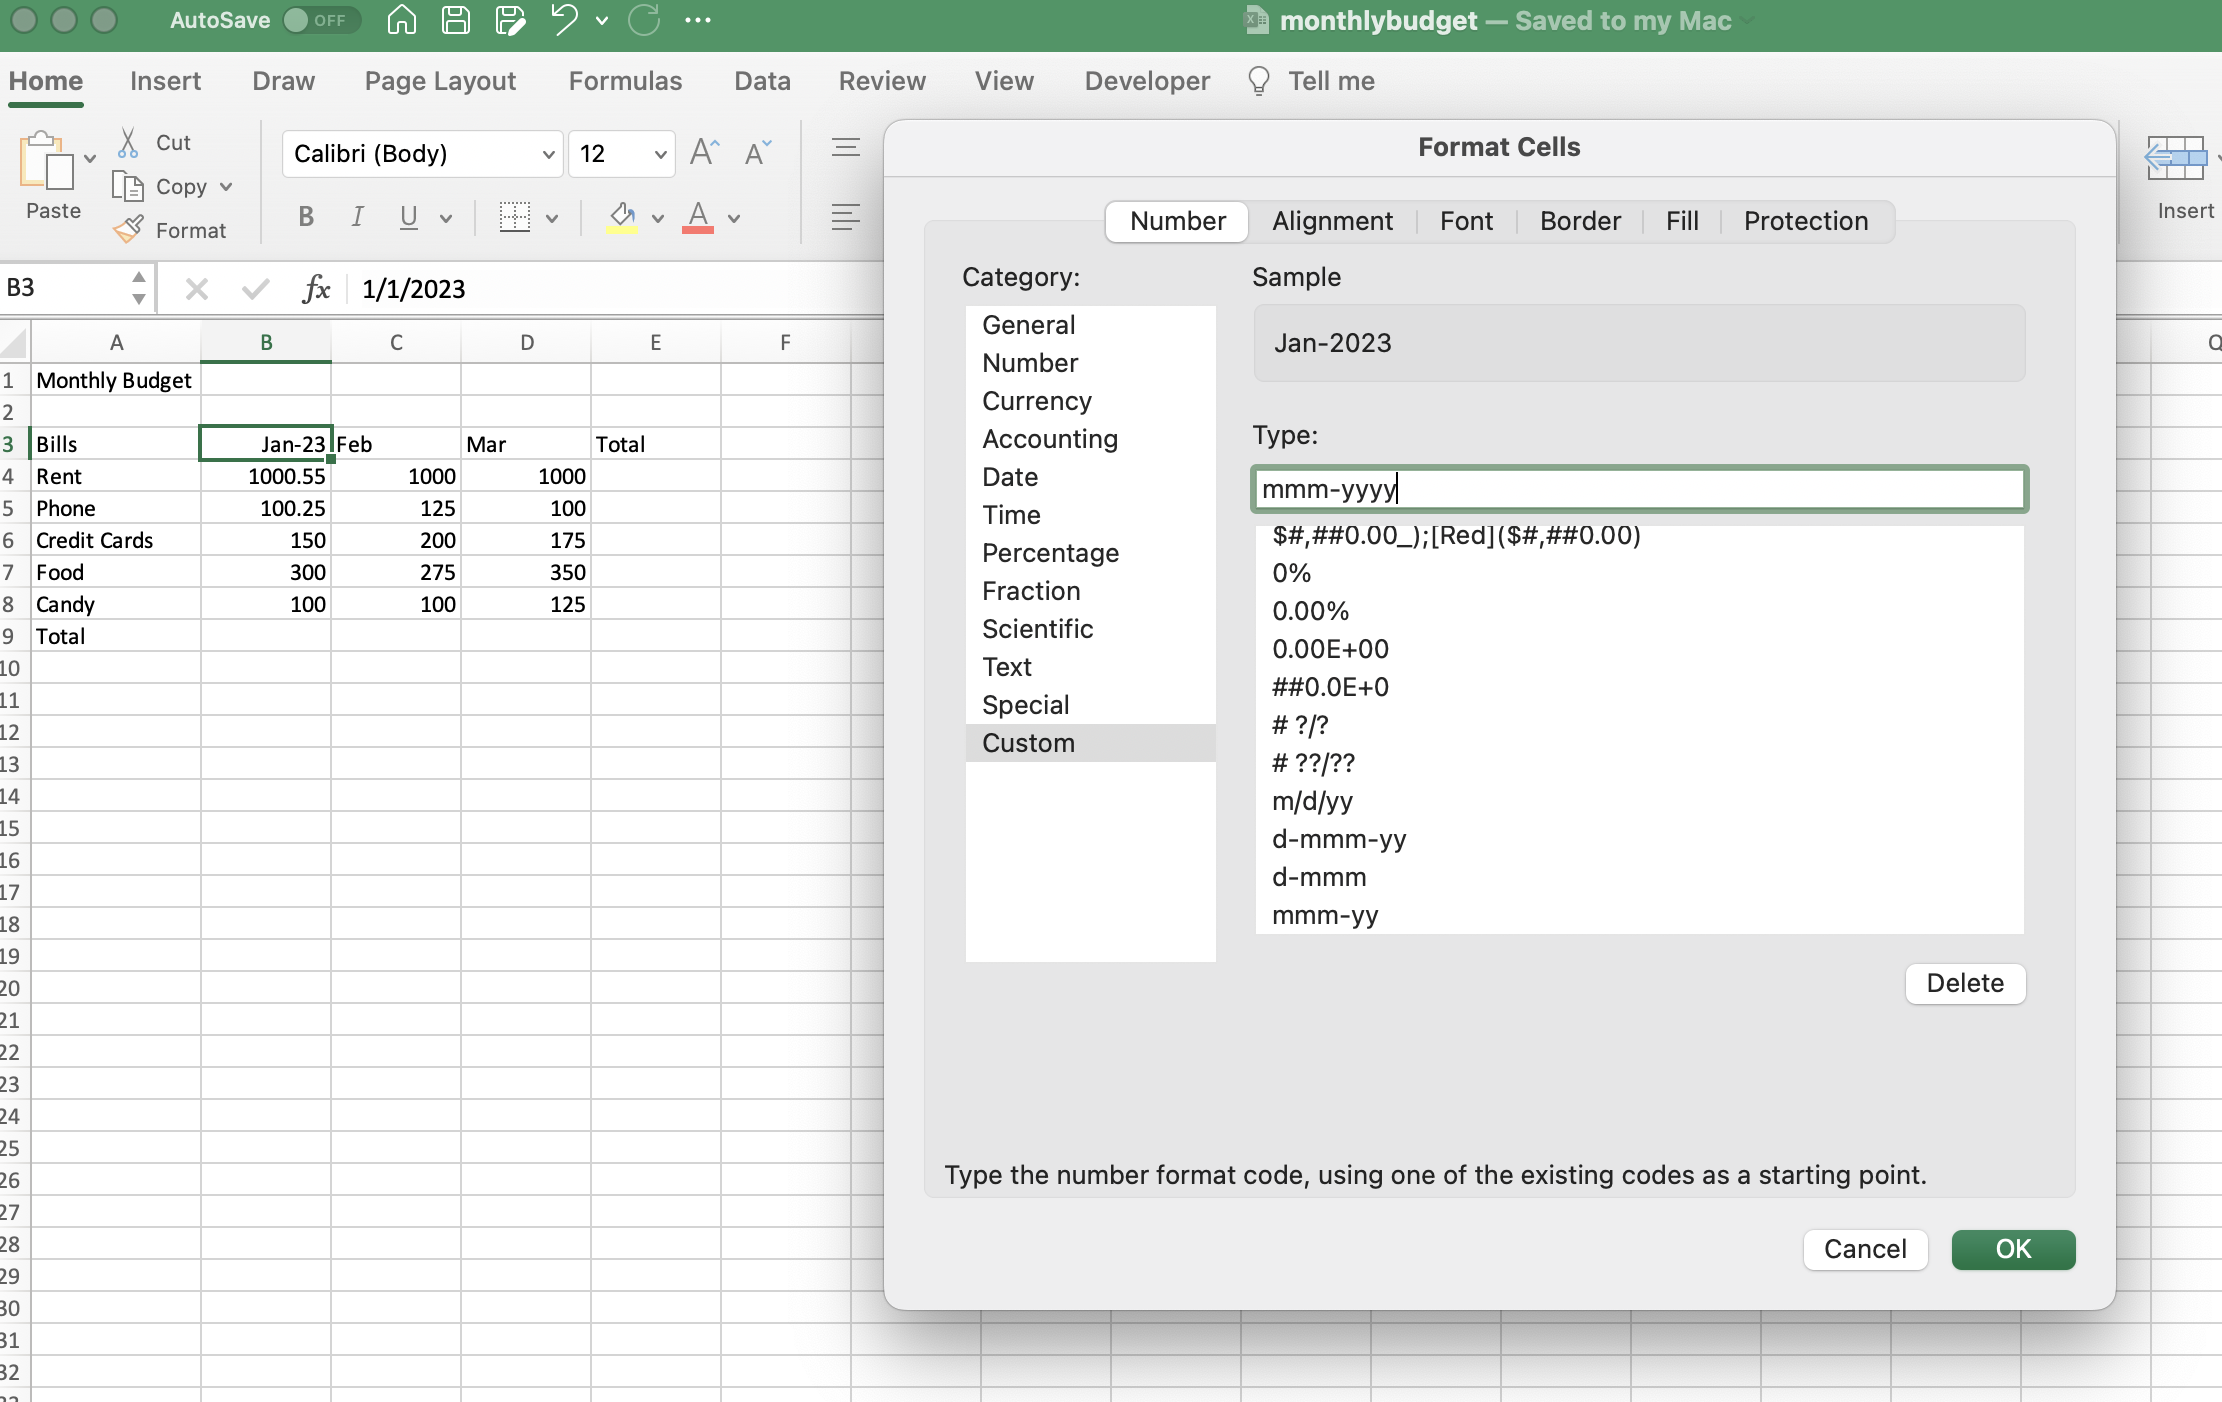 AutoSave OFF
monthlybudget — Saved to my Mac
Home Insert Draw Page Layout Formulas Data Review View Developer Tell me
Paste
Cut
Copy
Format
Calibri (Body) 12
B I U A
Insert
B3 fx 1/1/2023
A B C D E F Q
1 Monthly Budget
2
3 Bills Jan-23 Feb Mar Total
4 Rent 1000.55 1000 1000
5 Phone 100.25 125 100
6 Credit Cards 150 200 175
7 Food 300 275 350
8 Candy 100 100 125
9 Total
10
11
12
13
14
15
16
17
18
19
20
21
22
23
24
25
26
27
28
29
30
31
32
Format Cells
Number Alignment Font Border Fill Protection
Category:
General
Number
Currency
Accounting
Date
Time
Percentage
Fraction
Scientific
Text
Special
Custom
Sample
Jan-2023
Type:
mmm-yyyy
$#,##0.00_);[Red]($#,##0.00)
0%
0.00%
0.00E+00
##0.0E+0
# ?/?
# ??/??
m/d/yy
d-mmm-yy
d-mmm
mmm-yy
Delete
Type the number format code, using one of the existing codes as a starting point.
Cancel OK